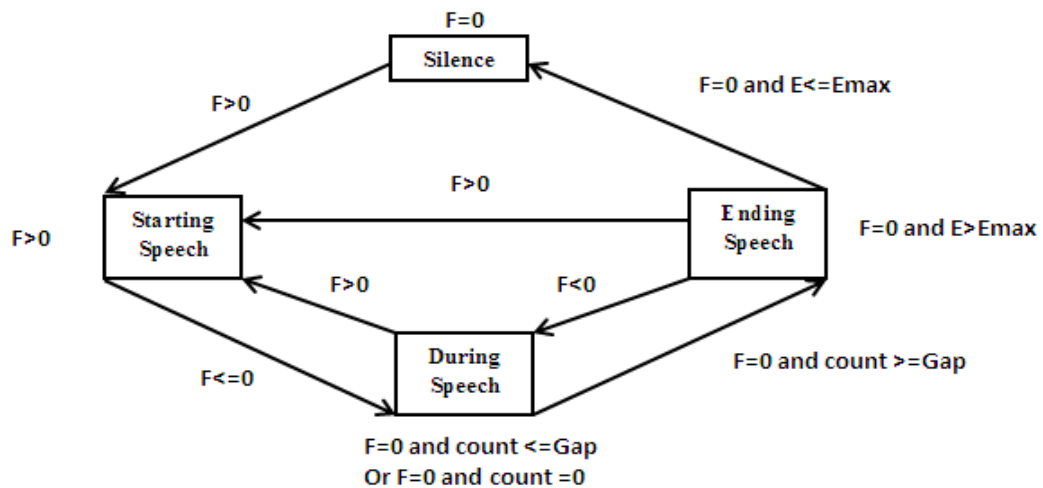 F=0
Silence
F=0 and E<=Emax
F>0
F>0
Starting
Speech
F>0
Ending
Speech
F=0 and E>Emax
F>0
F<0
During
Speech
F<=0
F=0 and count >=Gap
F=0 and count <=Gap
Or F=0 and count =0